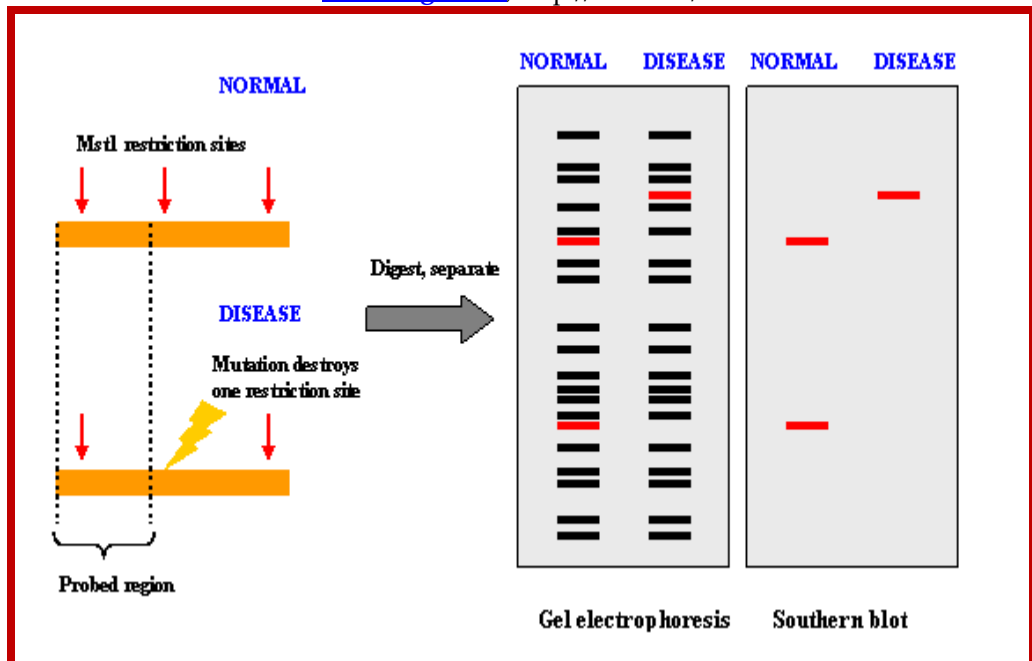 NORMAL
MstI restriction sites
DISEASE
Mutation destroys
one restriction site
Probed region
Digest, separate
NORMAL DISEASE NORMAL DISEASE
Gel electrophoresis Southern blot